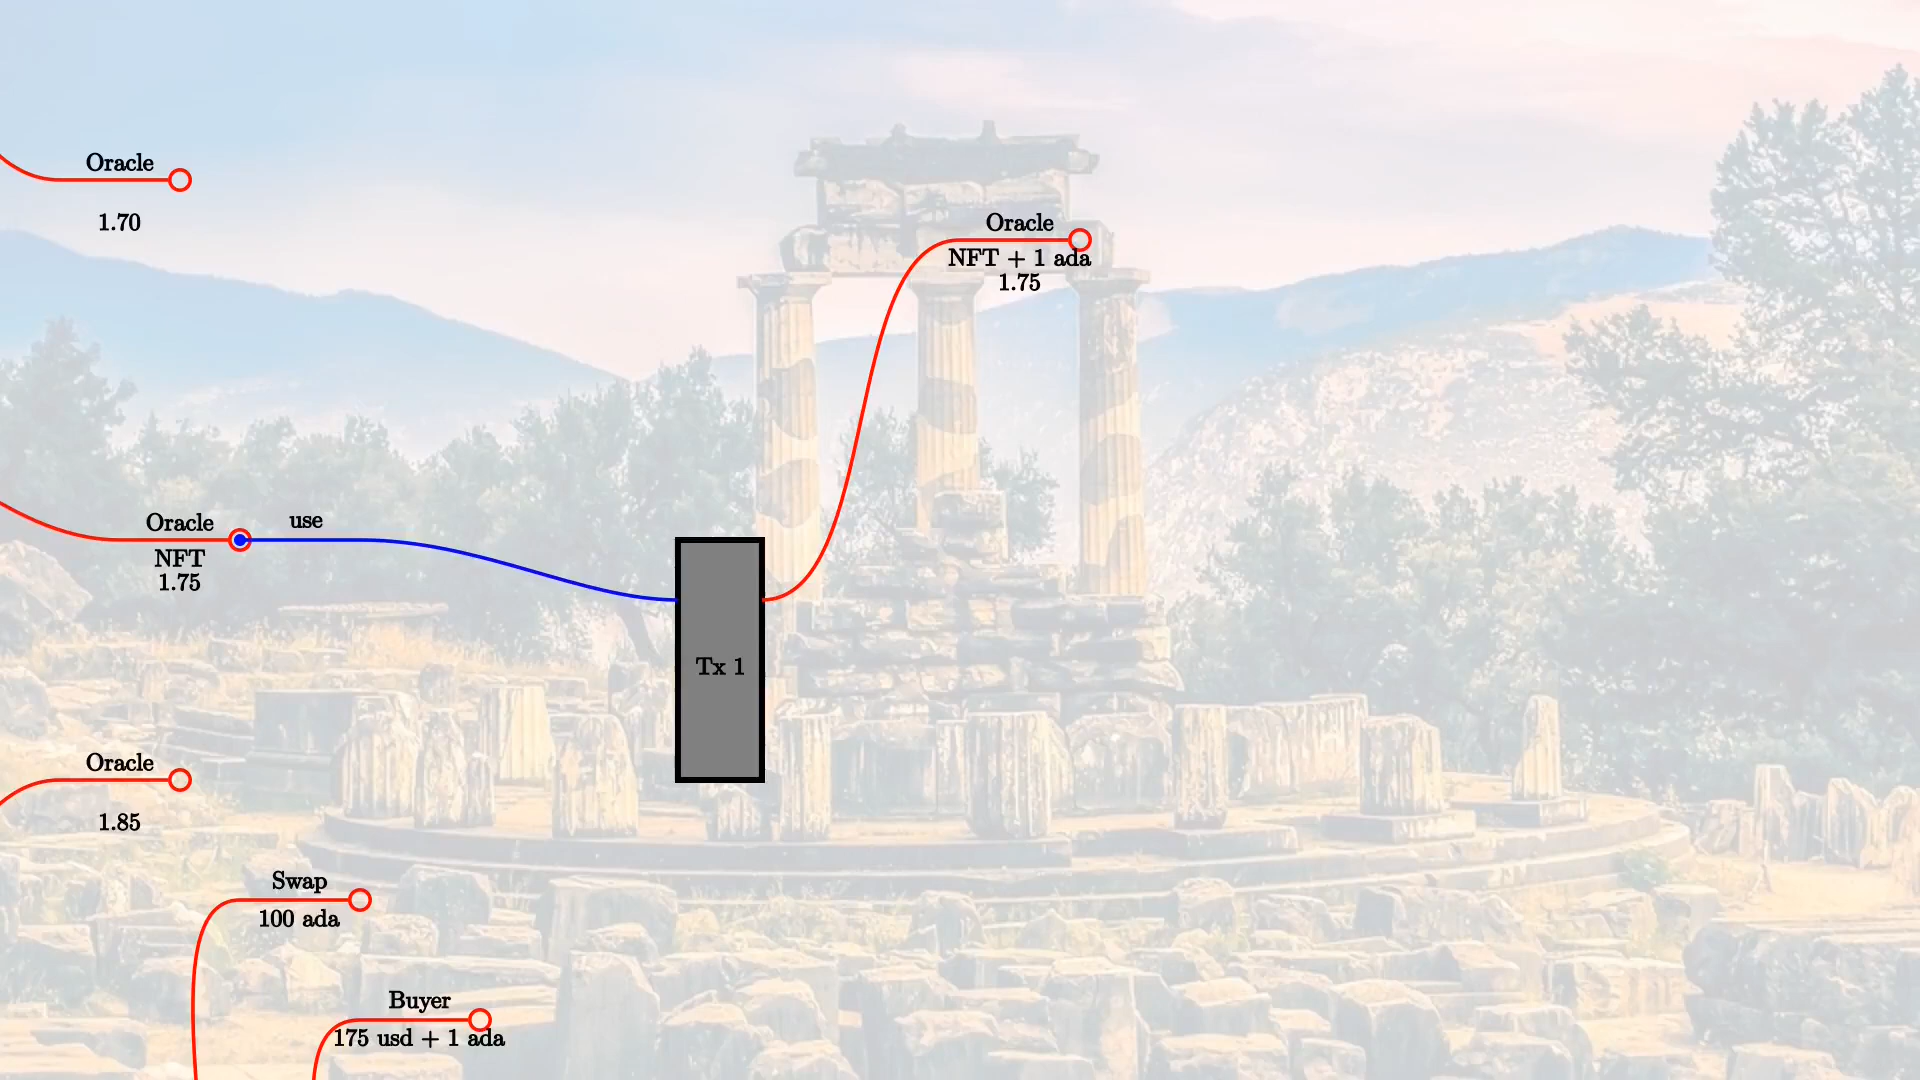 Oracle
1.70
Oracle
NFT + 1 ada
1.75
Oracle
use
NFT
1.75
Tx 1
Oracle
1.85
Swap
100 ada
Buyer
175 usd + 1 ada